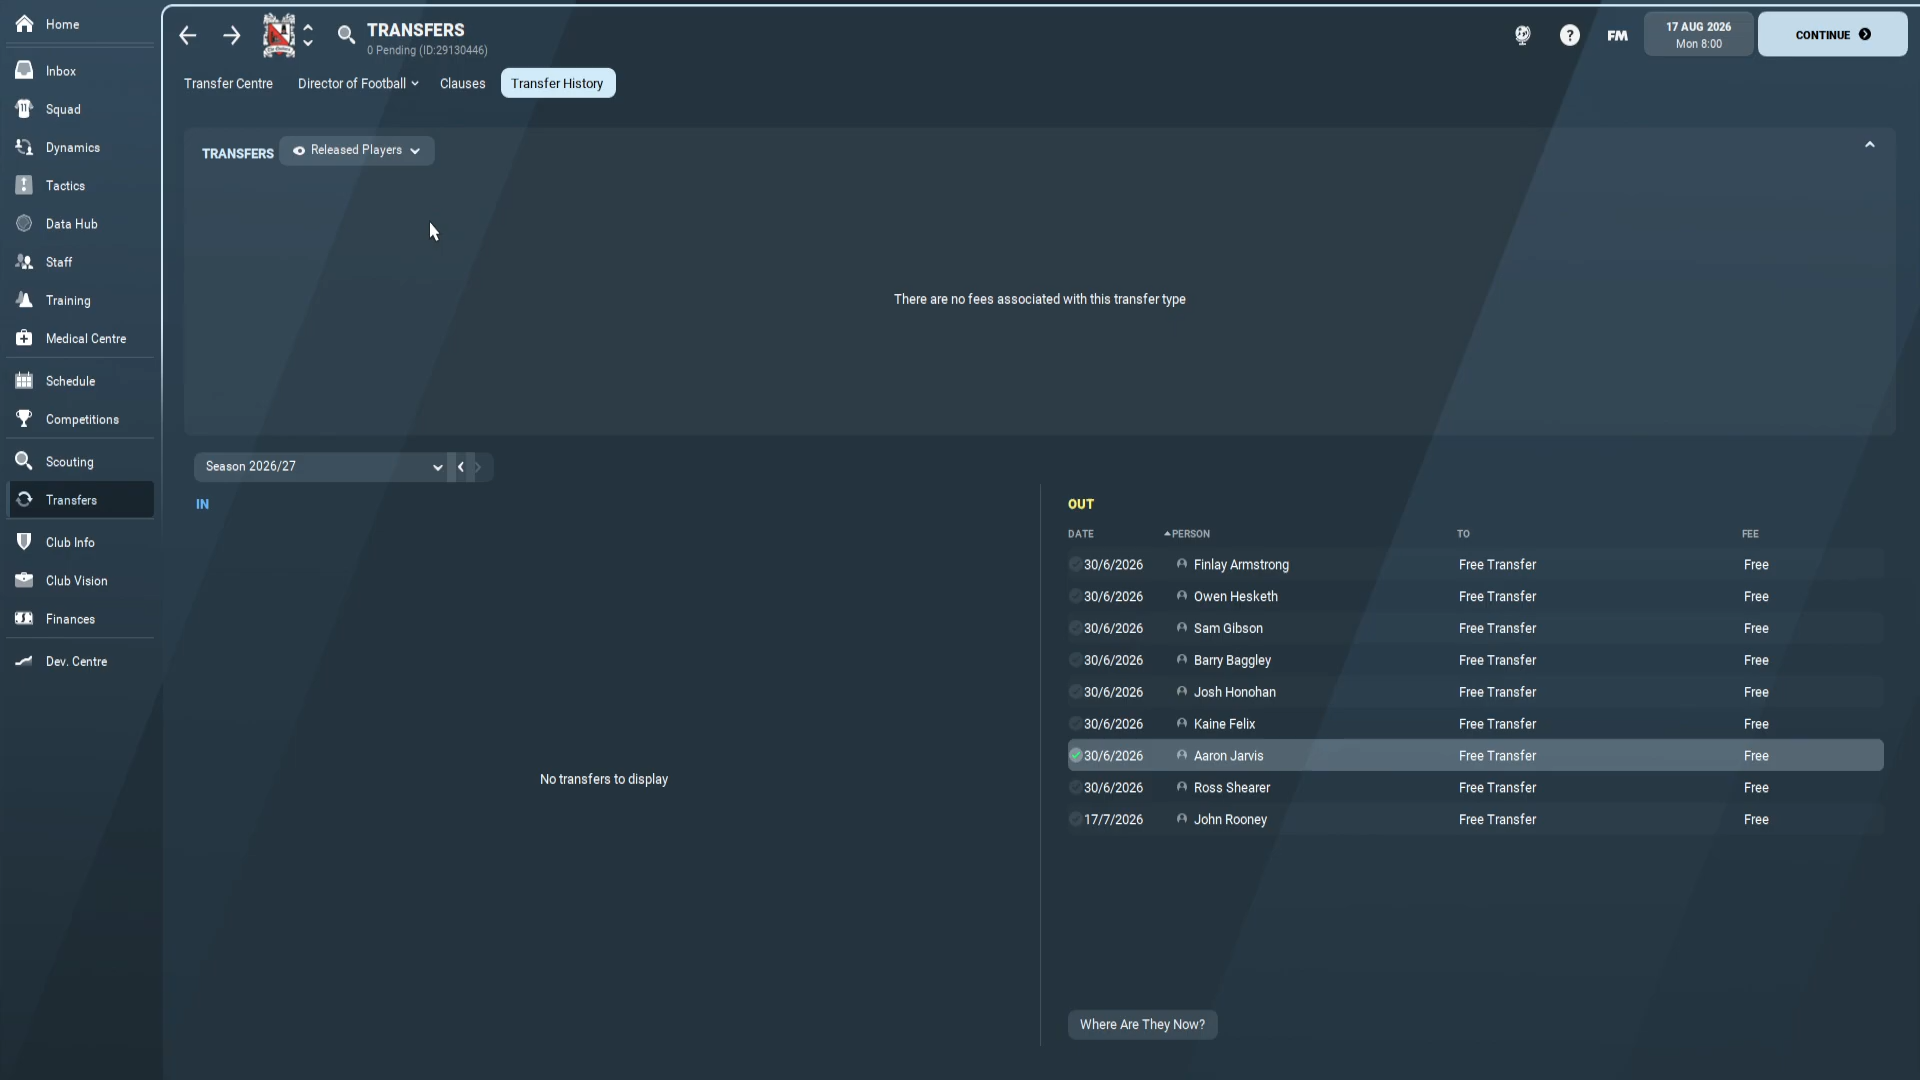 Home
Inbox
Squad
Dynamics
Tactics
Data Hub
Staff
Training
Medical Centre
Schedule
Competitions
Scouting
Transfers
Club Info
Club Vision
Finances
Dev. Centre
TRANSFERS
0 Pending (ID:29130446)
FM
17 AUG 2026
Mon 8:00
CONTINUE
Transfer Centre Director of Football Clauses Transfer History
TRANSFERS Released Players
There are no fees associated with this transfer type
Season 2026/27
IN
No transfers to display
OUT
DATE PERSON TO FEE
30/6/2026 Finlay Armstrong Free Transfer Free
30/6/2026 Owen Hesketh Free Transfer Free
30/6/2026 Sam Gibson Free Transfer Free
30/6/2026 Barry Baggley Free Transfer Free
30/6/2026 Josh Honohan Free Transfer Free
30/6/2026 Kaine Felix Free Transfer Free
30/6/2026 Aaron Jarvis Free Transfer Free
30/6/2026 Ross Shearer Free Transfer Free
17/7/2026 John Rooney Free Transfer Free
Where Are They Now?